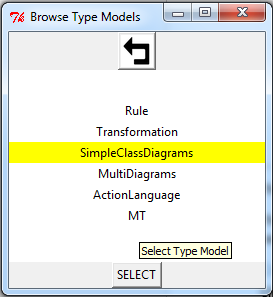 Browse Type Models
Rule
Transformation
SimpleClassDiagrams
MultiDiagrams
ActionLanguage
MT
Select Type Model
SELECT